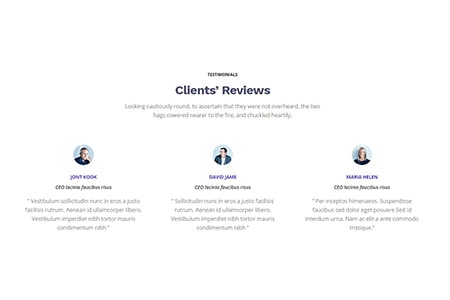 TESTIMONIALS
Clients' Reviews
Looking cautiously round, to ascertain that they were not overheard, the two
hags cowered nearer to the fire, and chuckled heartily.
JONT KOOK
CEO lacinia faucibus risus
" Vestibulum sollicitudin nunc in eros a justo
facilisis rutrum. Aenean id ullamcorper libero.
Vestibulum imperdiet nibh tortor mauris
condimentum nibh "
DAVID JAME
CEO lacinia faucibus risus
" Sollicitudin nunc in eros a justo facilisis
rutrum. Aenean id ullamcorper libero.
Vestibulum imperdiet nibh tortor mauris
condimentum nibh "
MARIA HELEN
CEO lacinia faucibus risus
" Per inceptos himenaeos. Suspendisse
faucibus sed dolor eget posuere.Sed id
interdum urna. Nam ac elit a ante commodo
tristique."